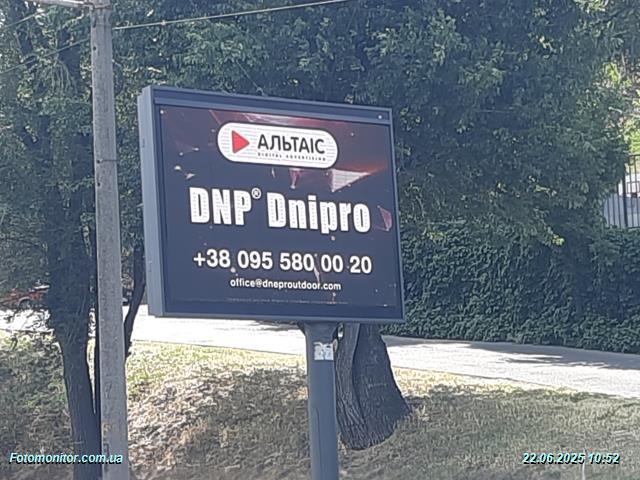 АЛЬТАІС
DIGITAL ADVERTISING
DNP® Dnipro
+38 095 580 00 20
office@dneproutdoor.com
Fotomonitor.com.ua
22.06.2025 10:52